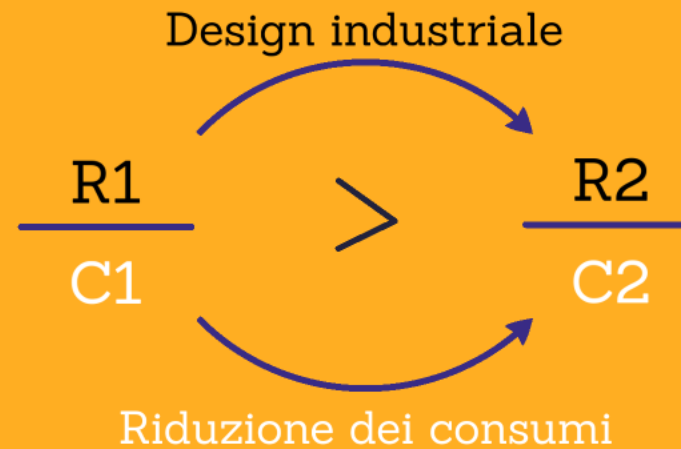 Design industriale
R1
R2
>
C1
C2
Riduzione dei consumi